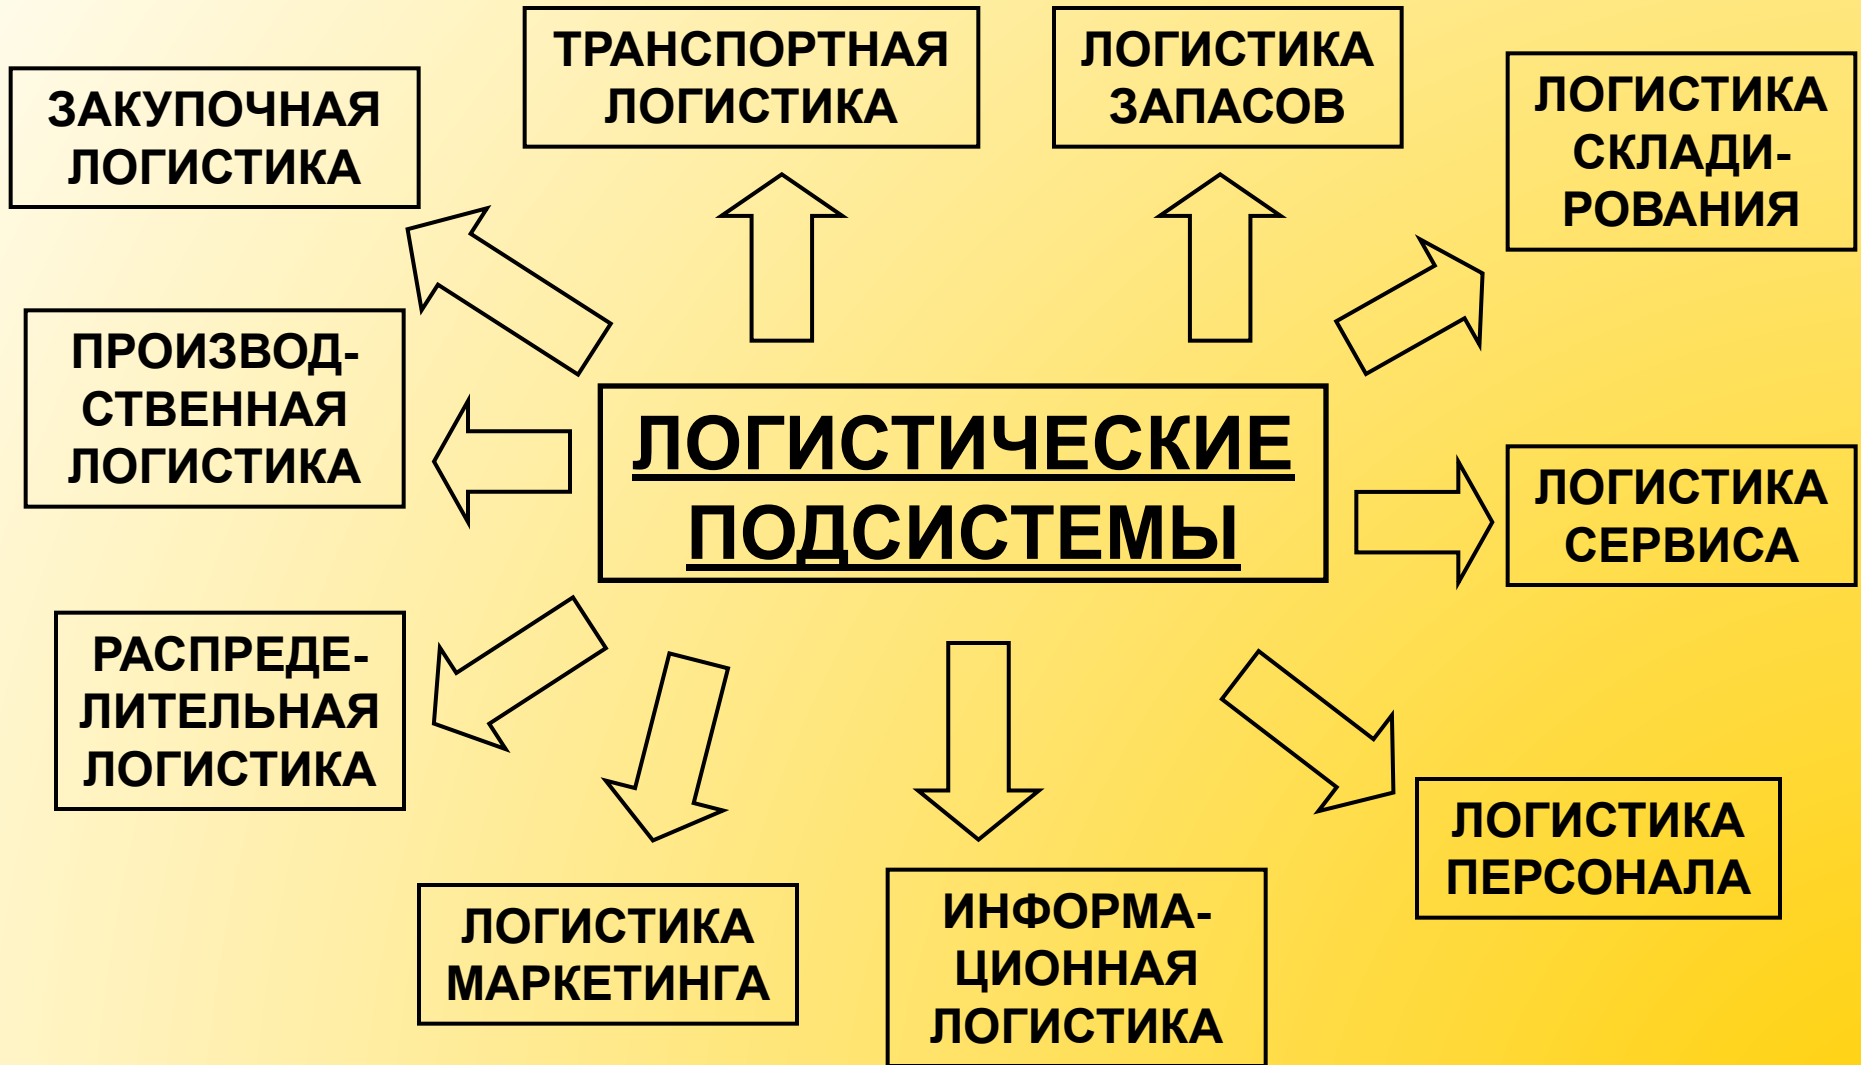 ТРАНСПОРТНАЯ
ЛОГИСТИКА
ЛОГИСТИКА
ЗАПАСОВ
ЗАКУПОЧНАЯ
ЛОГИСТИКА
ЛОГИСТИКА
СКЛАДИ-
РОВАНИЯ
ПРОИЗВОД-
СТВЕННАЯ
ЛОГИСТИКА
ЛОГИСТИЧЕСКИЕ
ПОДСИСТЕМЫ
ЛОГИСТИКА
СЕРВИСА
РАСПРЕДЕ-
ЛИТЕЛЬНАЯ
ЛОГИСТИКА
ЛОГИСТИКА
ПЕРСОНАЛА
ЛОГИСТИКА
МАРКЕТИНГА
ИНФОРМА-
ЦИОННАЯ
ЛОГИСТИКА